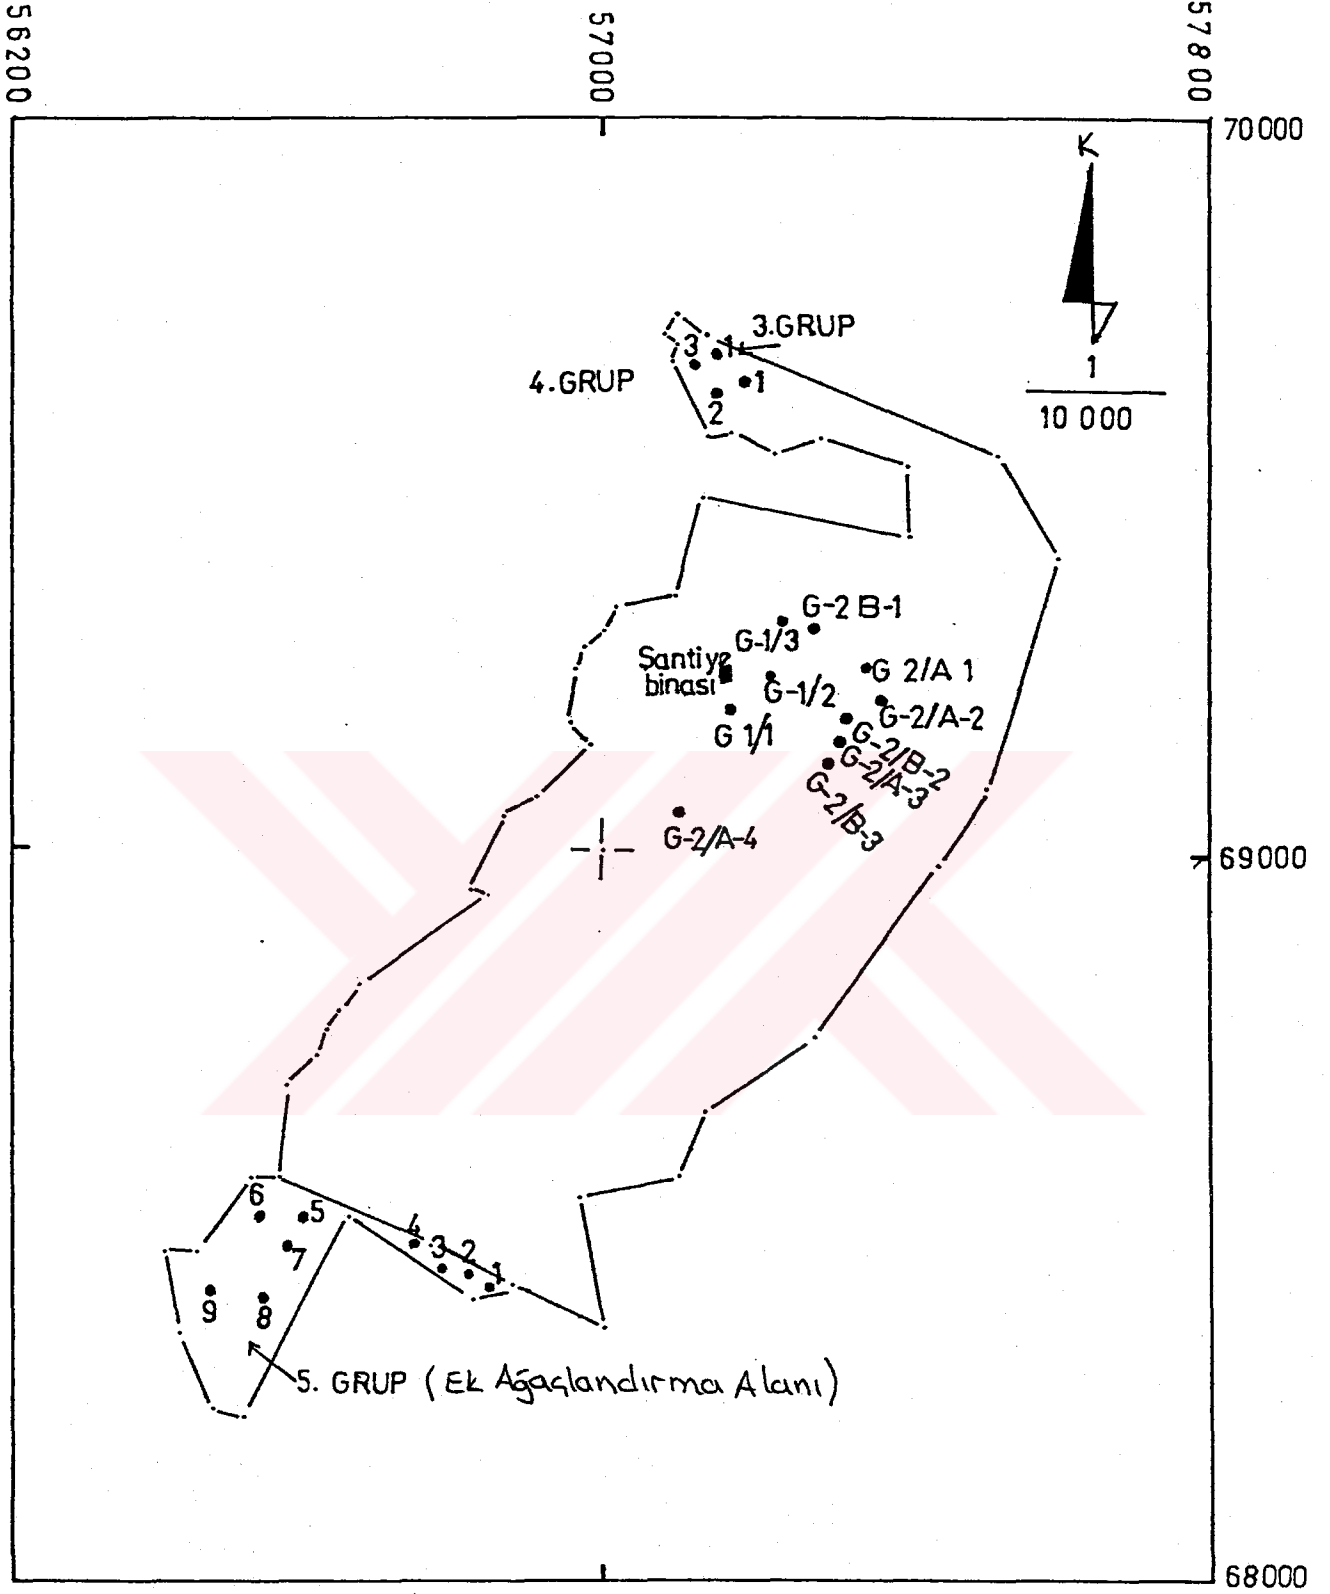 56200
57000
57800
70000
K
1
10 000
3.GRUP
3
1
4.GRUP
1
2
G-2 B-1
G-1/3
Şantiye
binası
G 2/A 1
G-1/2
G-2/A-2
G 1/1
G-2/B-2
G-2/A-3
G-2/B-3
G-2/A-4
69000
6
5
4
3
2
1
7
9
8
5. GRUP (Ek Ağaçlandırma Alanı)
68000